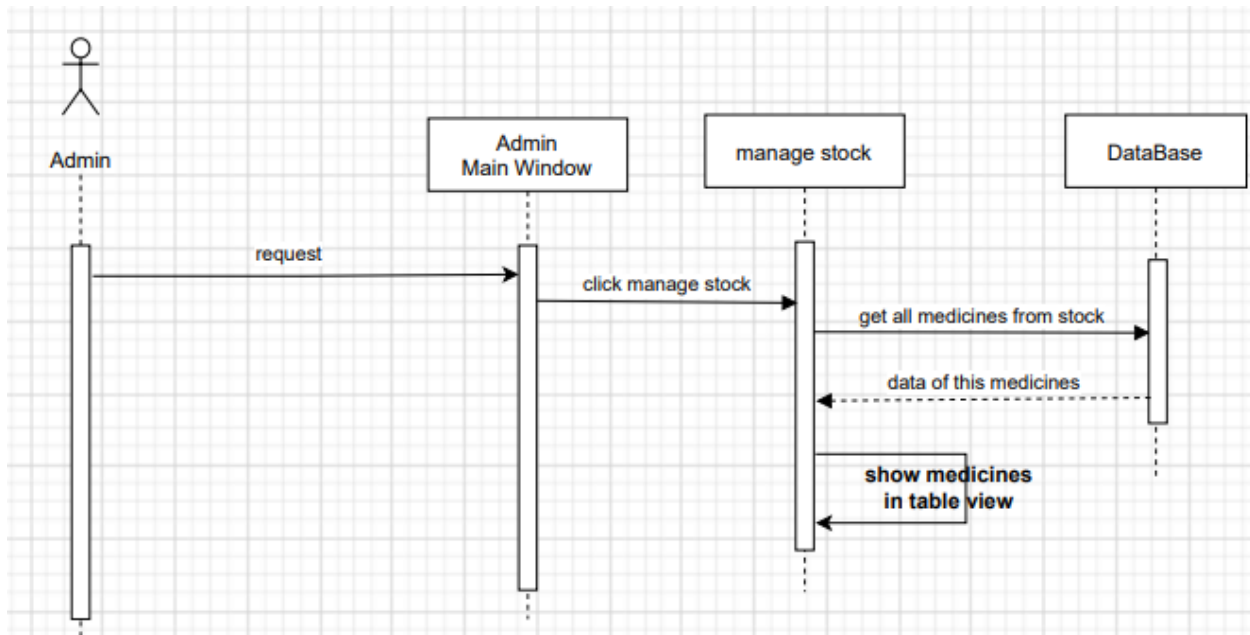 Admin
Admin
Main Window
manage stock
DataBase
request
click manage stock
get all medicines from stock
data of this medicines
show medicines
in table view